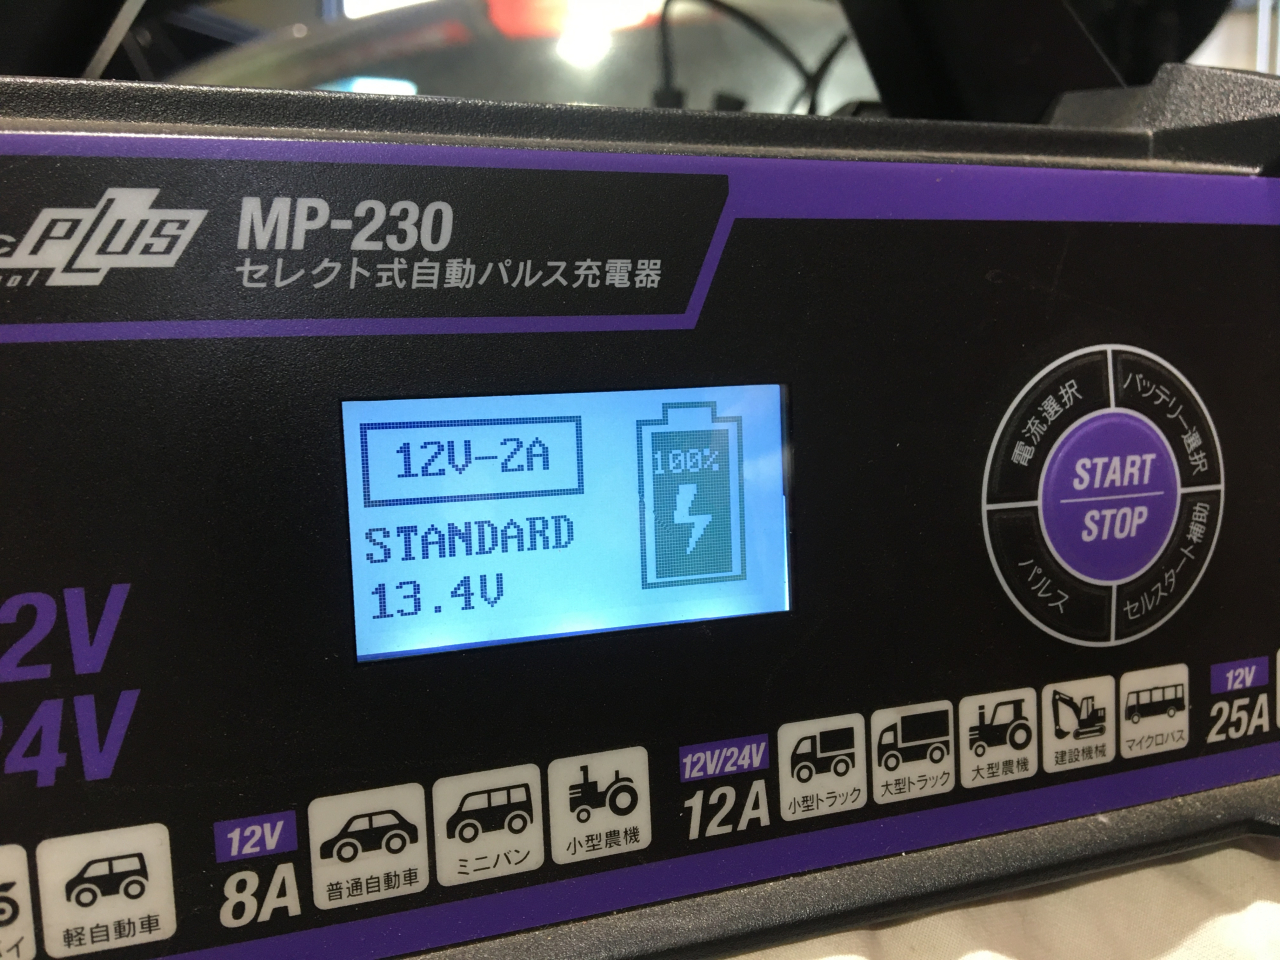 PLUS
MP-230
セレクト式自動パルス充電器
12V-2A
STANDARD
13.4V
100%
電流選択
バッテリー選択
パルス
セルスタート補助
START
STOP
2V
24V
軽自動車
12V
8A
普通自動車
ミニバン
小型農機
12V/24V
12A
小型トラック
大型トラック
大型農機
建設機械
マイクロバス
12V
25A